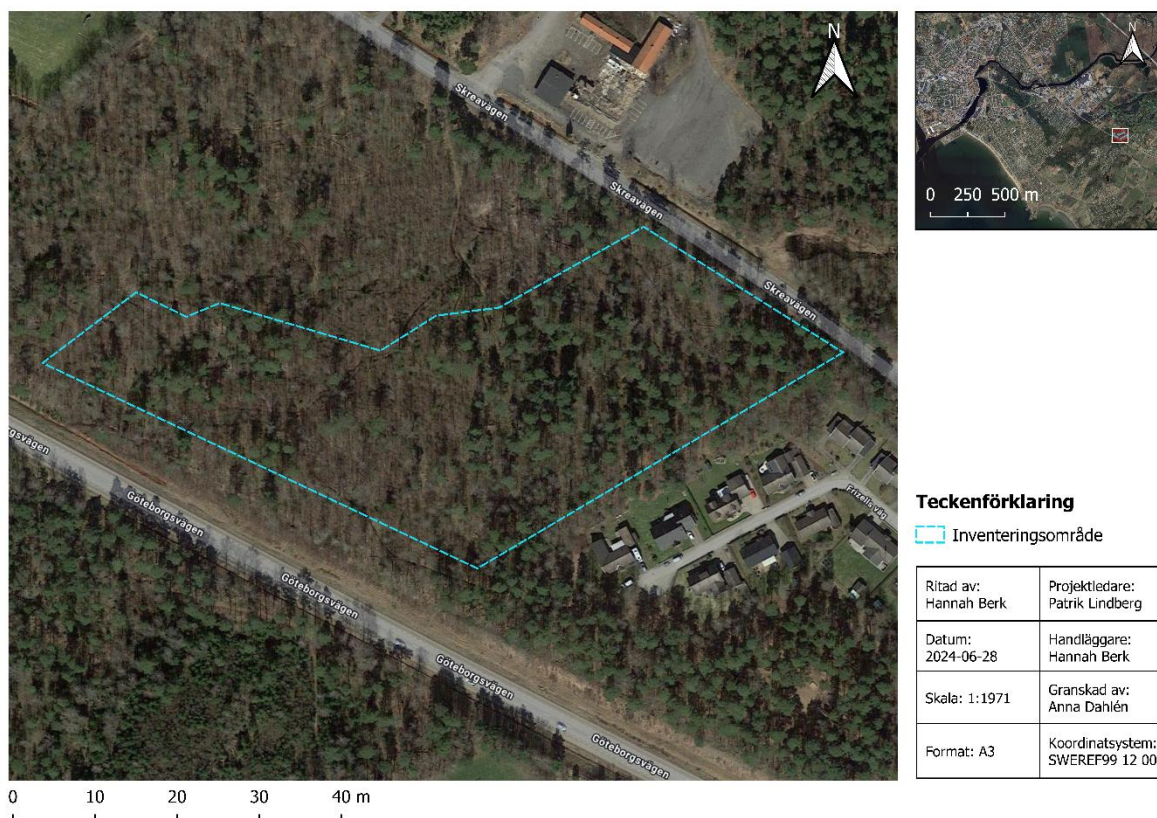 Skreavägen
N
N
0 250 500 m
Skreavägen
Skreavägen
gsvägen
Göteborgsvägen
Göteborgsvägen
Göteborgsvägen
Göteborgsvägen
Frizells väg
Teckenförklaring
Inventeringsområde
Ritad av:
Hannah Berk
Projektledare:
Patrik Lindberg
Datum:
2024-06-28
Handläggare:
Hannah Berk
Skala: 1:1971
Granskad av:
Anna Dahlén
Format: A3
Koordinatsystem:
SWEREF99 12 00
0 10 20 30 40 m